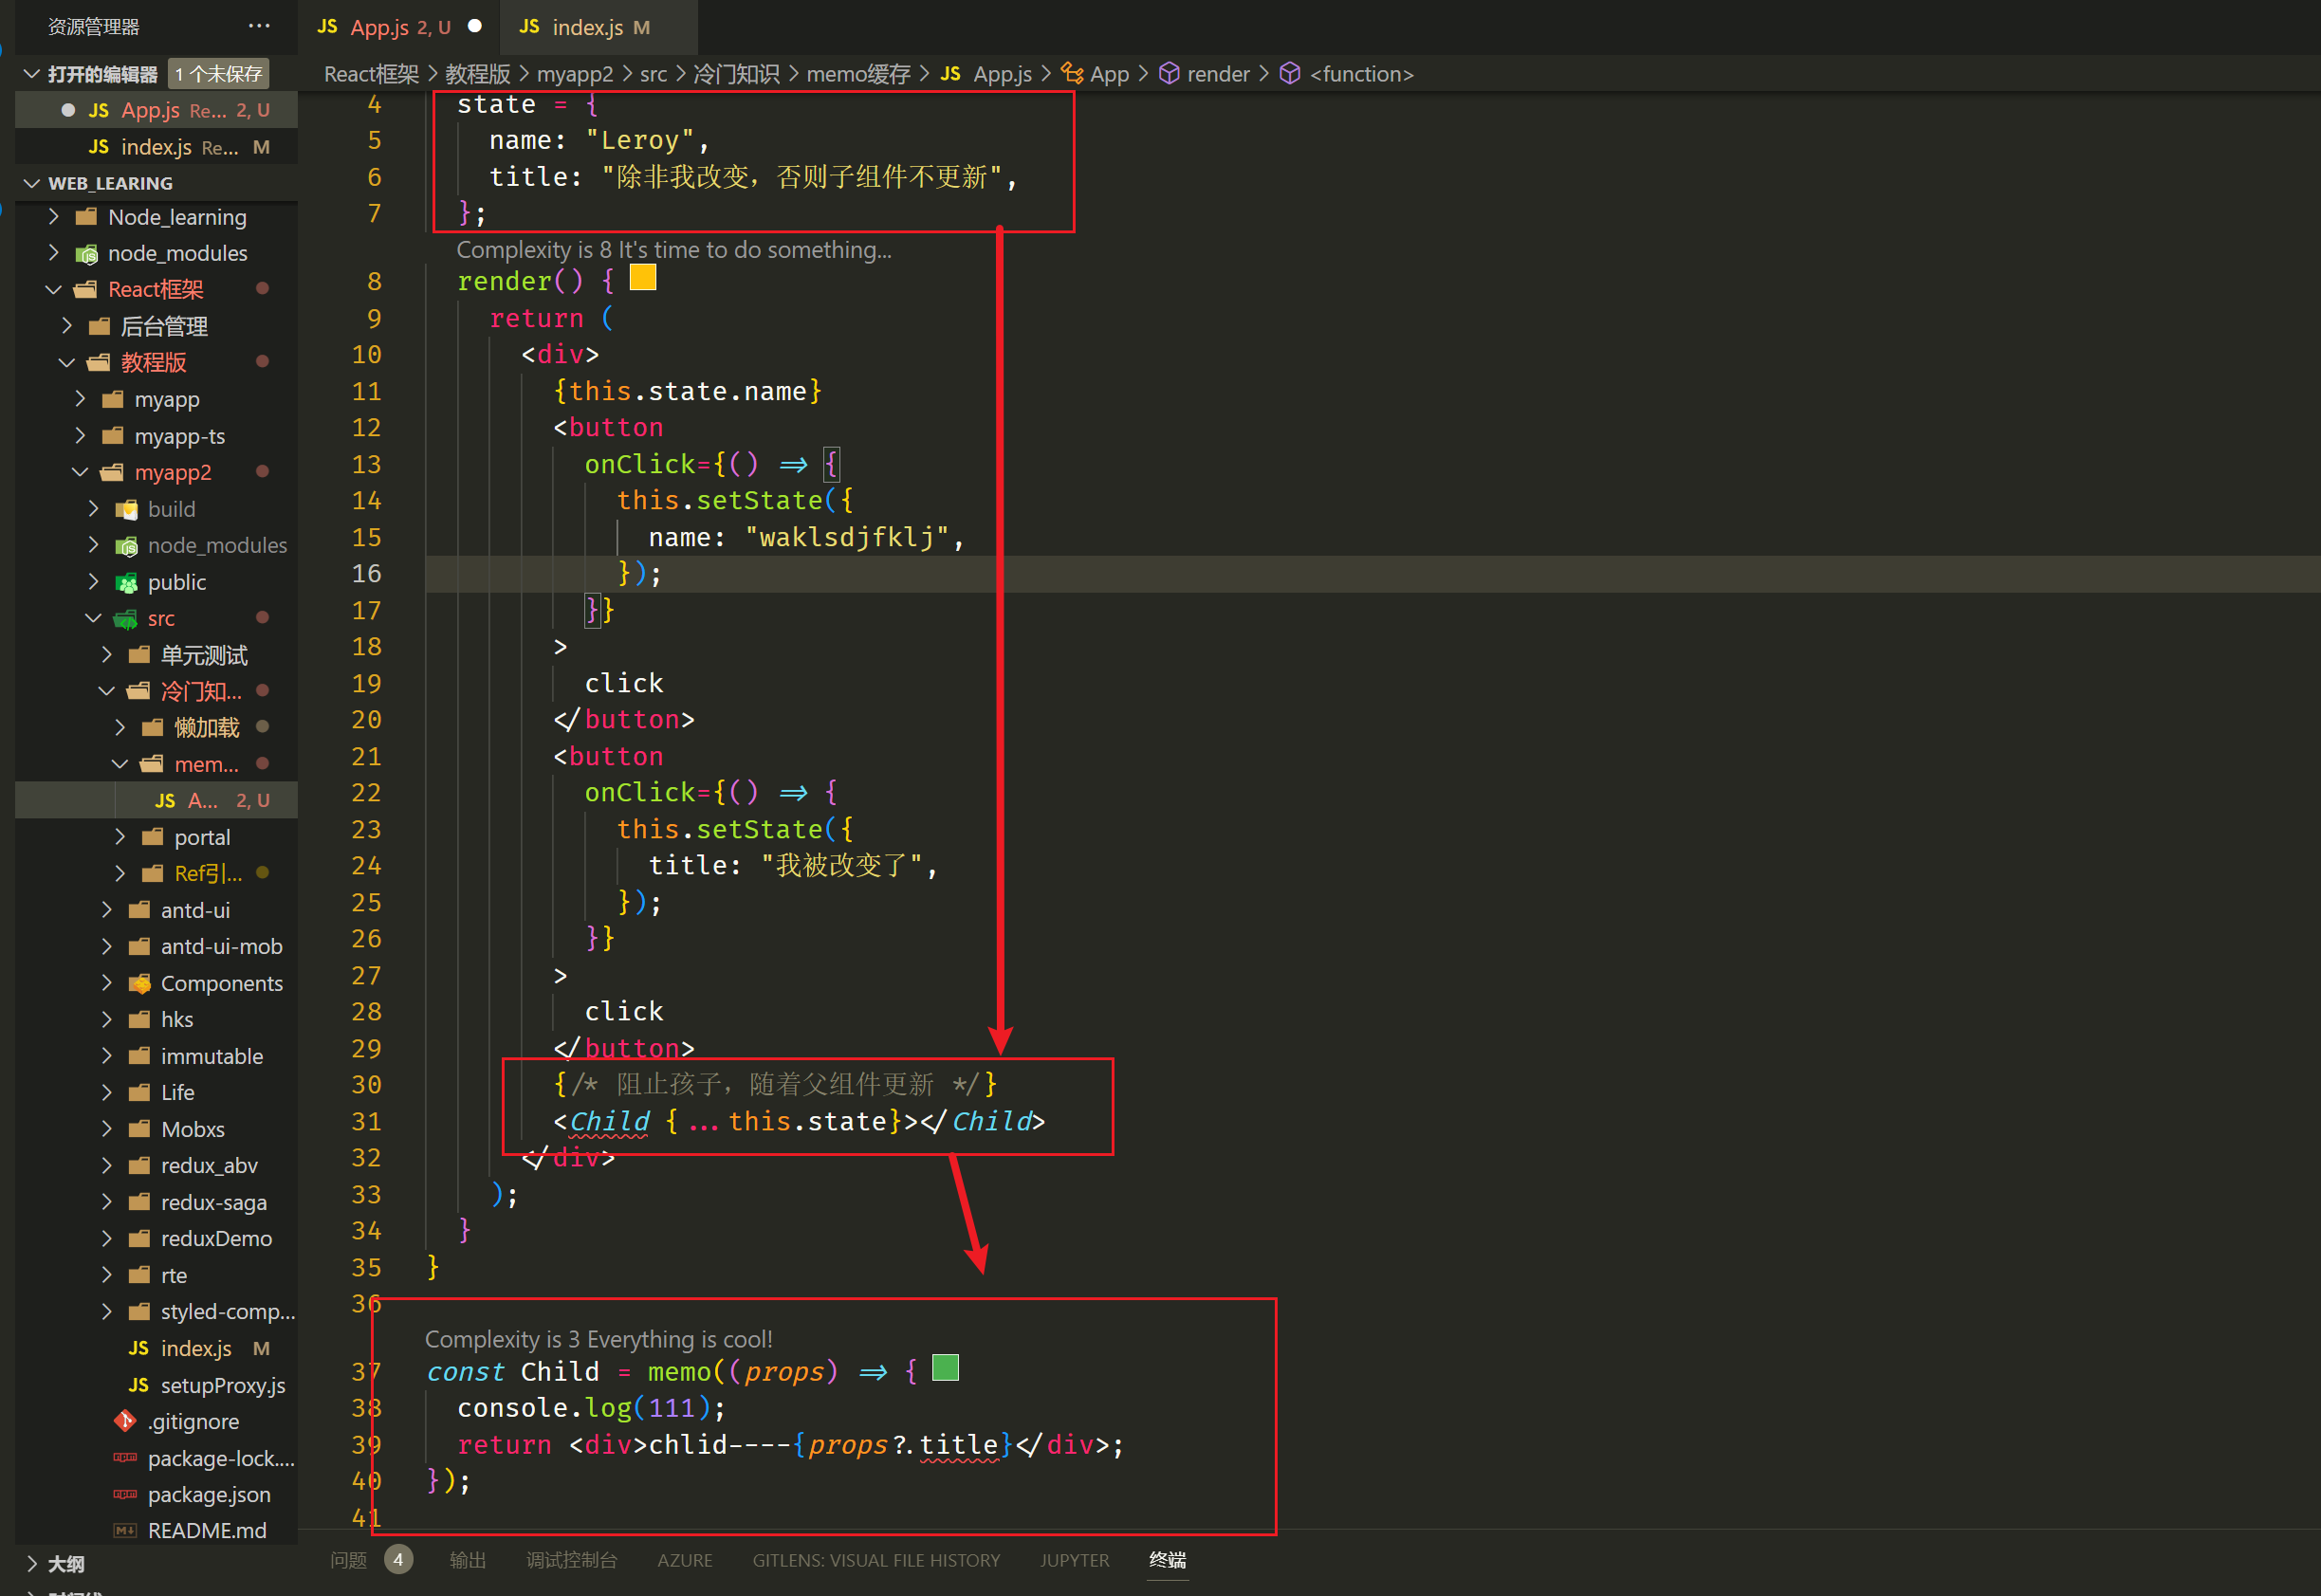 资源管理器 ···
打开的编辑器 1 个未保存
JS App.js Re... 2, U
JS index.js Re... M
WEB_LEARING
Node_learning
node_modules
React框架
后台管理
教程版
myapp
myapp-ts
myapp2
build
node_modules
public
src
单元测试
冷门知...
懒加载
mem...
JS A... 2, U
portal
Ref引...
antd-ui
antd-ui-mob
Components
hks
immutable
Life
Mobxs
redux_abv
redux-saga
reduxDemo
rte
styled-comp...
JS index.js M
JS setupProxy.js
.gitignore
package-lock....
package.json
README.md
大纲
JS App.js 2, U ● JS index.js M
React框架 > 教程版 > myapp2 > src > 冷门知识 > memo缓存 > JS App.js > App > render > <function>
4 state = {
5 name: "Leroy",
6 title: "除非我改变，否则子组件不更新",
7 };
Complexity is 8 It's time to do something...
8 render() {
9 return (
10 <div>
11 {this.state.name}
12 <button
13 onClick={() => {
14 this.setState({
15 name: "waklsdjfklj",
16 });
17 }}
18 >
19 click
20 </button>
21 <button
22 onClick={() => {
23 this.setState({
24 title: "我被改变了",
25 });
26 }}
27 >
28 click
29 </button>
30 {/* 阻止孩子，随着父组件更新 */}
31 <Child {...this.state}></Child>
32 </div>
33 );
34 }
35 }
36
Complexity is 3 Everything is cool!
37 const Child = memo((props) => {
38 console.log(111);
39 return <div>chlid----{props?.title}</div>;
40 });
41
问题 4 输出 调试控制台 AZURE GITLENS: VISUAL FILE HISTORY JUPYTER 终端